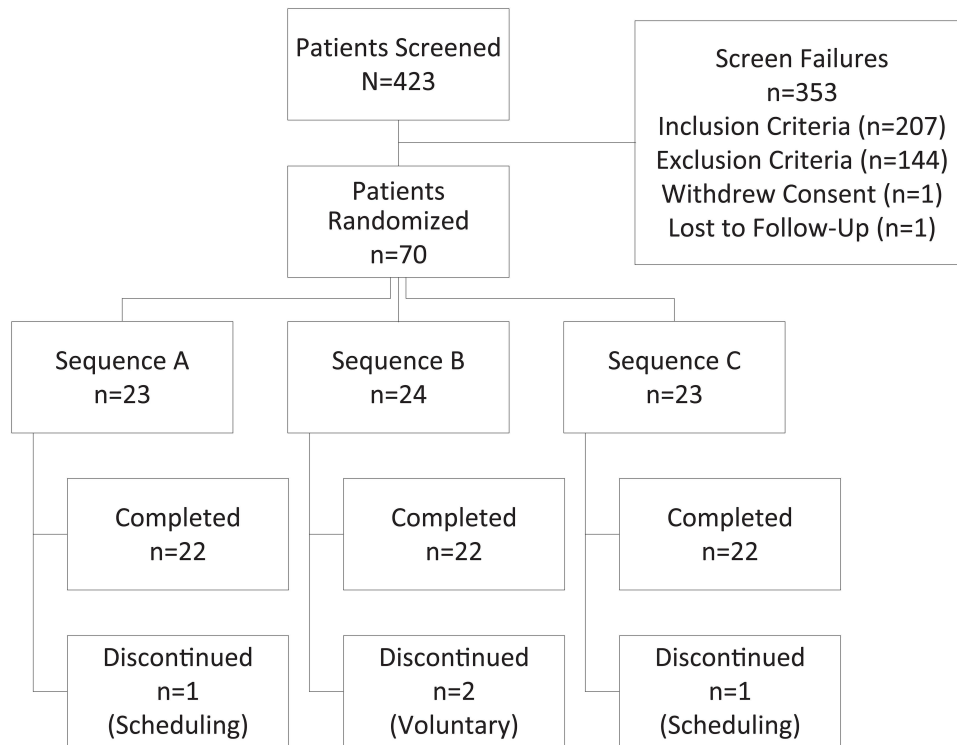 Patients Screened
N=423
Screen Failures
n=353
Inclusion Criteria (n=207)
Exclusion Criteria (n=144)
Withdrew Consent (n=1)
Lost to Follow-Up (n=1)
Patients
Randomized
n=70
Sequence A
n=23
Sequence B
n=24
Sequence C
n=23
Completed
n=22
Completed
n=22
Completed
n=22
Discontinued
n=1
(Scheduling)
Discontinued
n=2
(Voluntary)
Discontinued
n=1
(Scheduling)